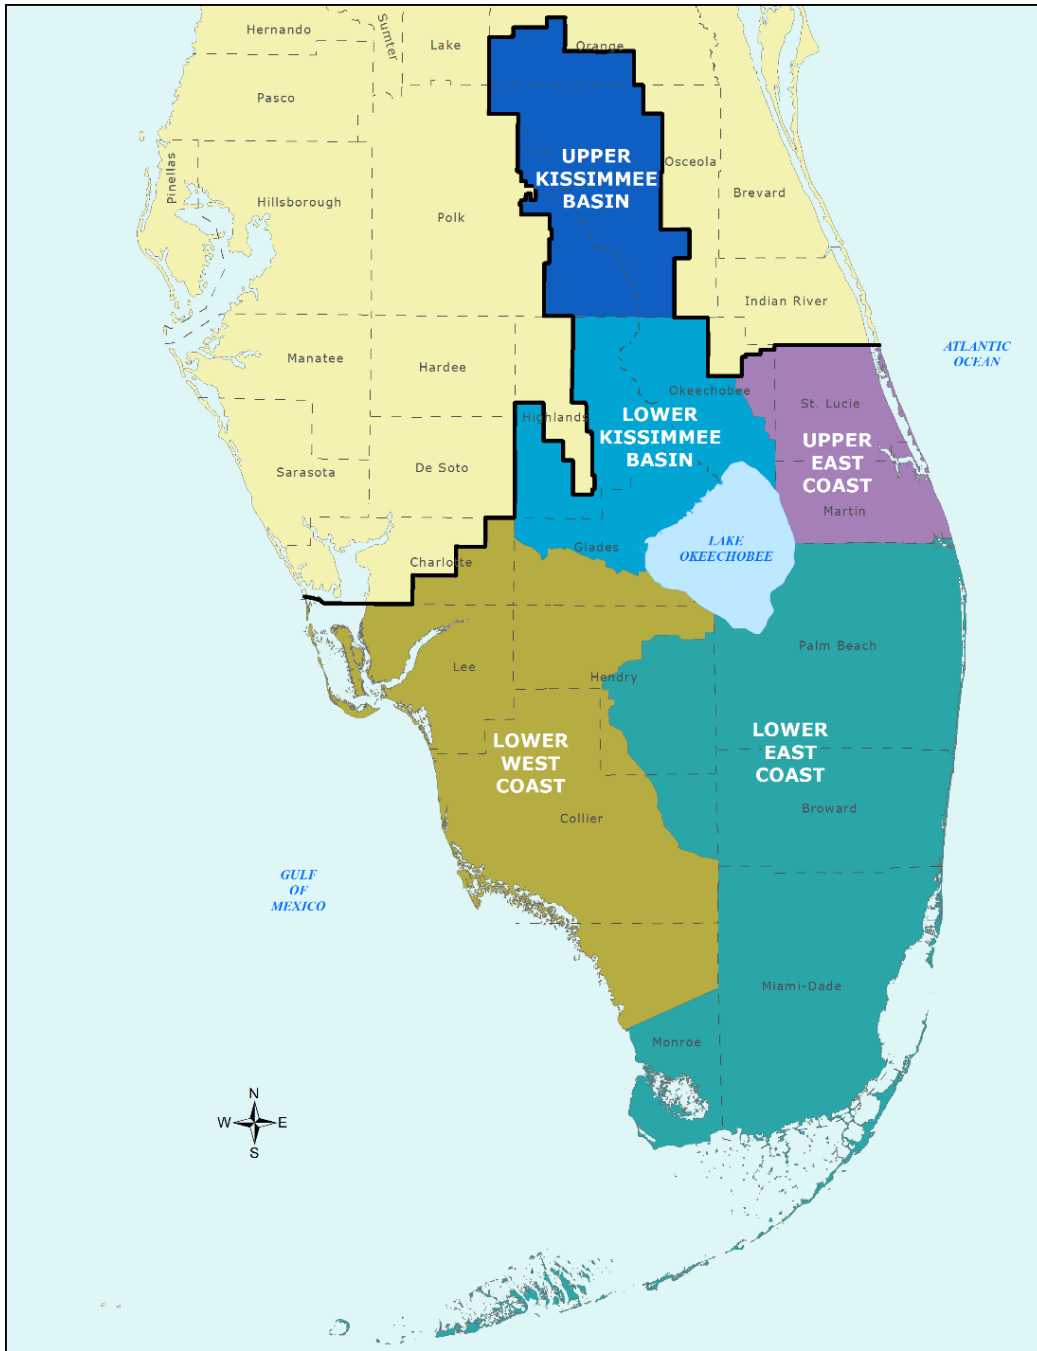 Hernando
Sumter
Lake
Orange
Pasco
Pinellas
Hillsborough
Polk
UPPER
KISSIMMEE
BASIN
Osceola
Brevard
Indian River
ATLANTIC
OCEAN
Manatee
Hardee
Highlands
Okeechobee
St. Lucie
LOWER
KISSIMMEE
BASIN
UPPER
EAST
COAST
Sarasota
De Soto
Martin
Charlotte
Glades
LAKE
OKEECHOBEE
Lee
Hendry
Palm Beach
LOWER
WEST
COAST
LOWER
EAST
COAST
Collier
Broward
GULF
OF
MEXICO
Miami-Dade
Monroe
N
W E
S